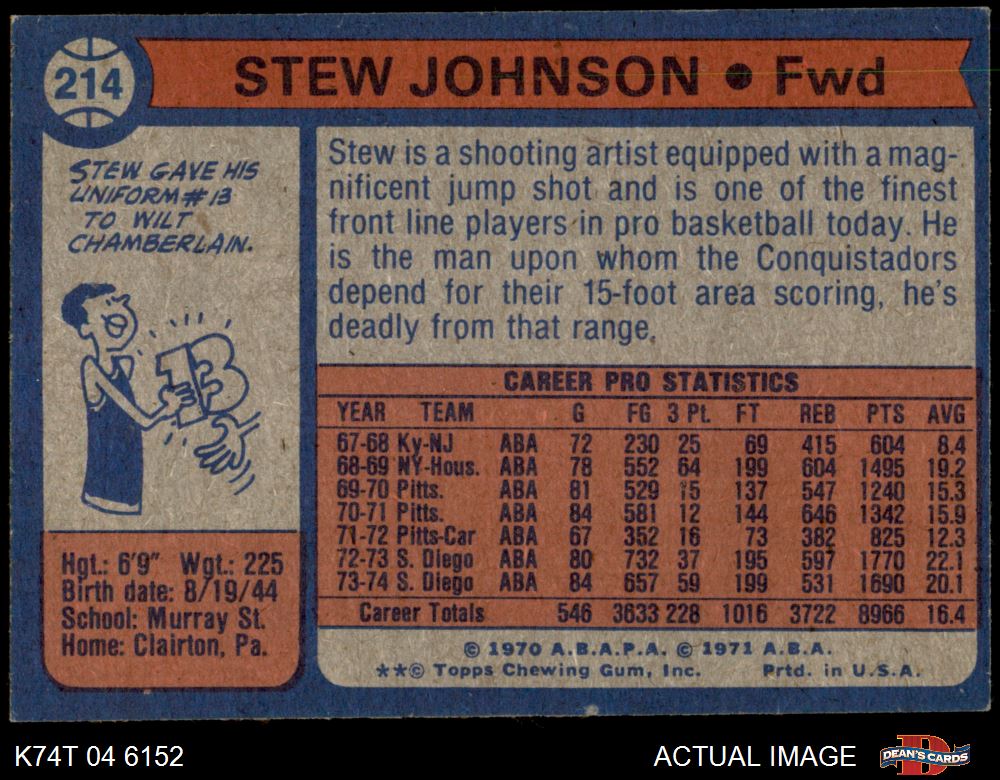 214
STEW JOHNSON • Fwd
STEW GAVE HIS
UNIFORM # 13
TO WILT
CHAMBERLAIN.
13
Hgt.: 6'9" Wgt.: 225
Birth date: 8/19/44
School: Murray St.
Home: Clairton, Pa.
Stew is a shooting artist equipped with a mag-
nificent jump shot and is one of the finest
front line players in pro basketball today. He
is the man upon whom the Conquistadors
depend for their 15-foot area scoring, he's
deadly from that range.
CAREER PRO STATISTICS
YEAR TEAM G FG 3 Pt. FT REB PTS AVG
67-68 Ky-NJ ABA 72 230 25 69 415 604 8.4
68-69 NY-Hous. ABA 78 552 64 199 604 1495 19.2
69-70 Pitts. ABA 81 529 15 137 547 1240 15.3
70-71 Pitts. ABA 84 581 12 144 646 1342 15.9
71-72 Pitts-Car ABA 67 352 16 73 382 825 12.3
72-73 S. Diego ABA 80 732 37 195 597 1770 22.1
73-74 S. Diego ABA 84 657 59 199 531 1690 20.1
Career Totals 546 3633 228 1016 3722 8966 16.4
© 1970 A.B.A.P.A. © 1971 A.B.A.
**© Topps Chewing Gum, Inc. Prtd. in U.S.A.
K74T 04 6152 ACTUAL IMAGE
D DEAN'S CARDS